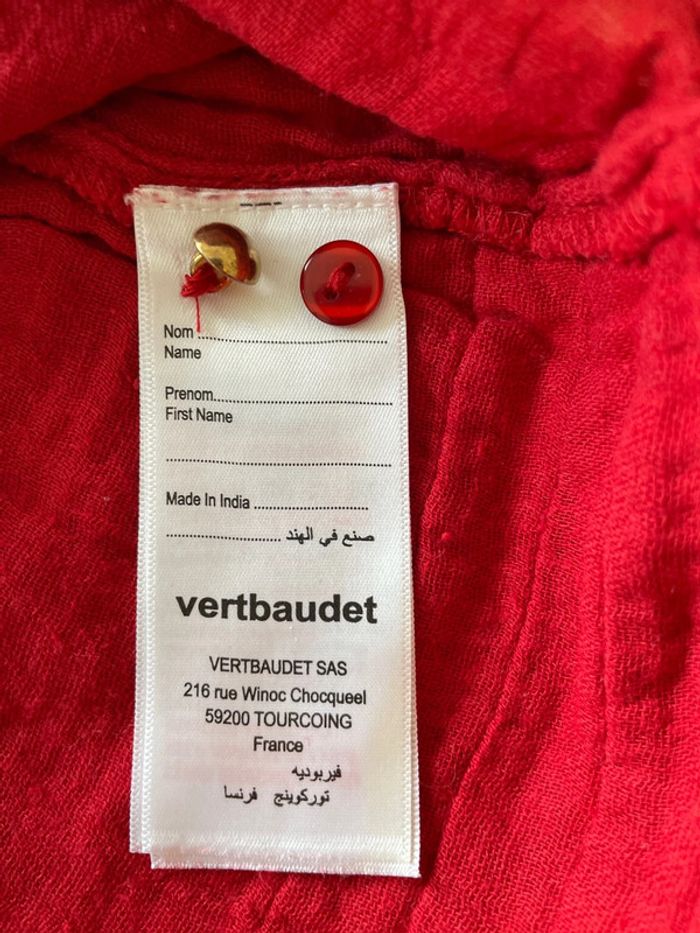 Nom ........................................
Name
Prenom........................................
First Name
..................................................
Made In India ..........................
صنع في الهند ..........................
vertbaudet
VERTBAUDET SAS
216 rue Winoc Chocqueel
59200 TOURCOING
France
فيربوديه
توركوينج فرنسا